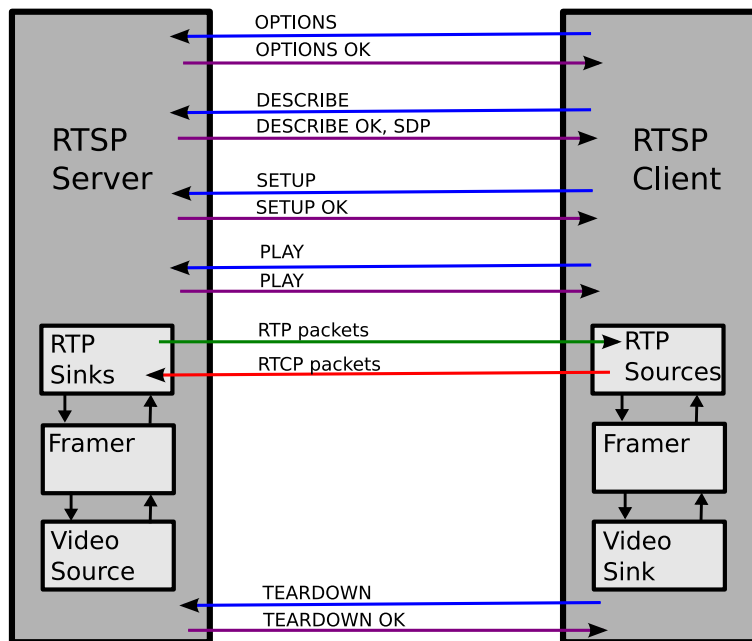 OPTIONS
OPTIONS OK
DESCRIBE
DESCRIBE OK, SDP
RTSP
Server
RTSP
Client
SETUP
SETUP OK
PLAY
PLAY
RTP packets
RTCP packets
RTP
Sinks
RTP
Sources
Framer
Framer
Video
Source
Video
Sink
TEARDOWN
TEARDOWN OK